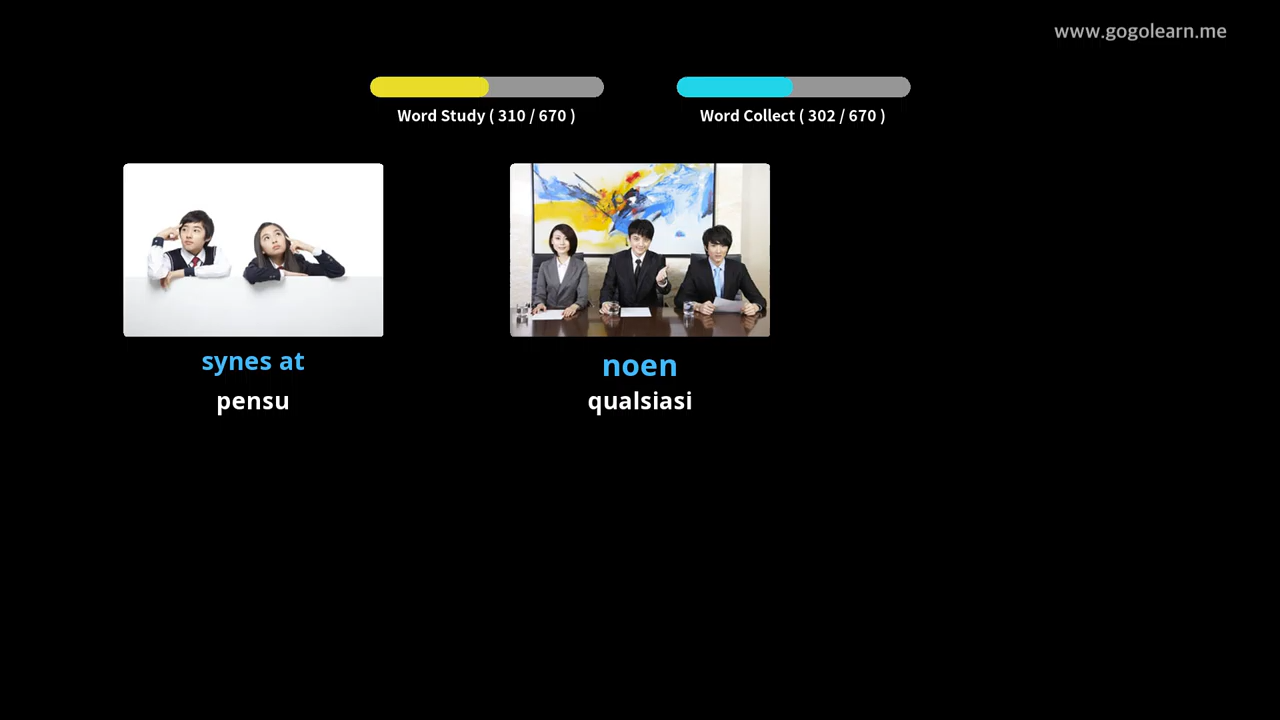 www.gogolearn.me
Word Study ( 310 / 670 )
Word Collect ( 302 / 670 )
synes at
pensu
noen
qualsiasi